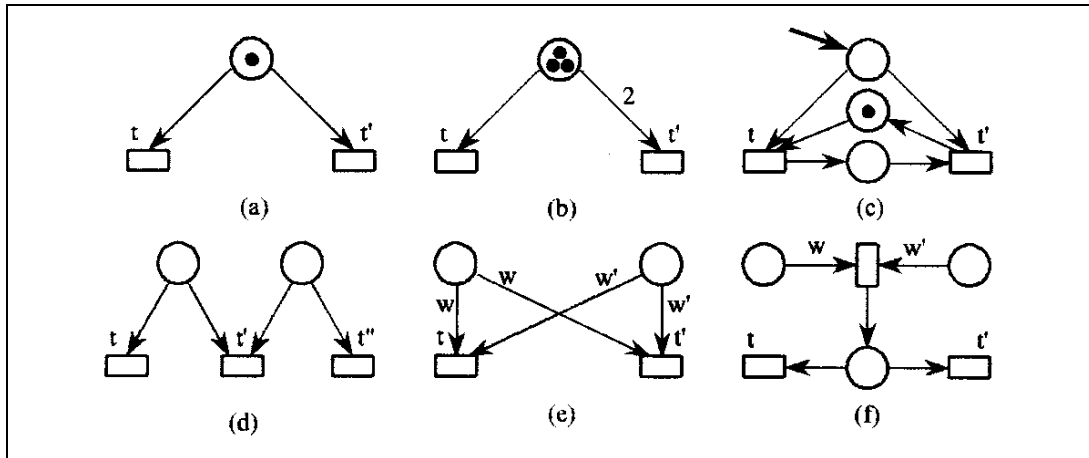 2
t t' t t' t t'
(a) (b) (c)
w w'
w w'
w w'
t t' t'' t t' t t'
(d) (e) (f)